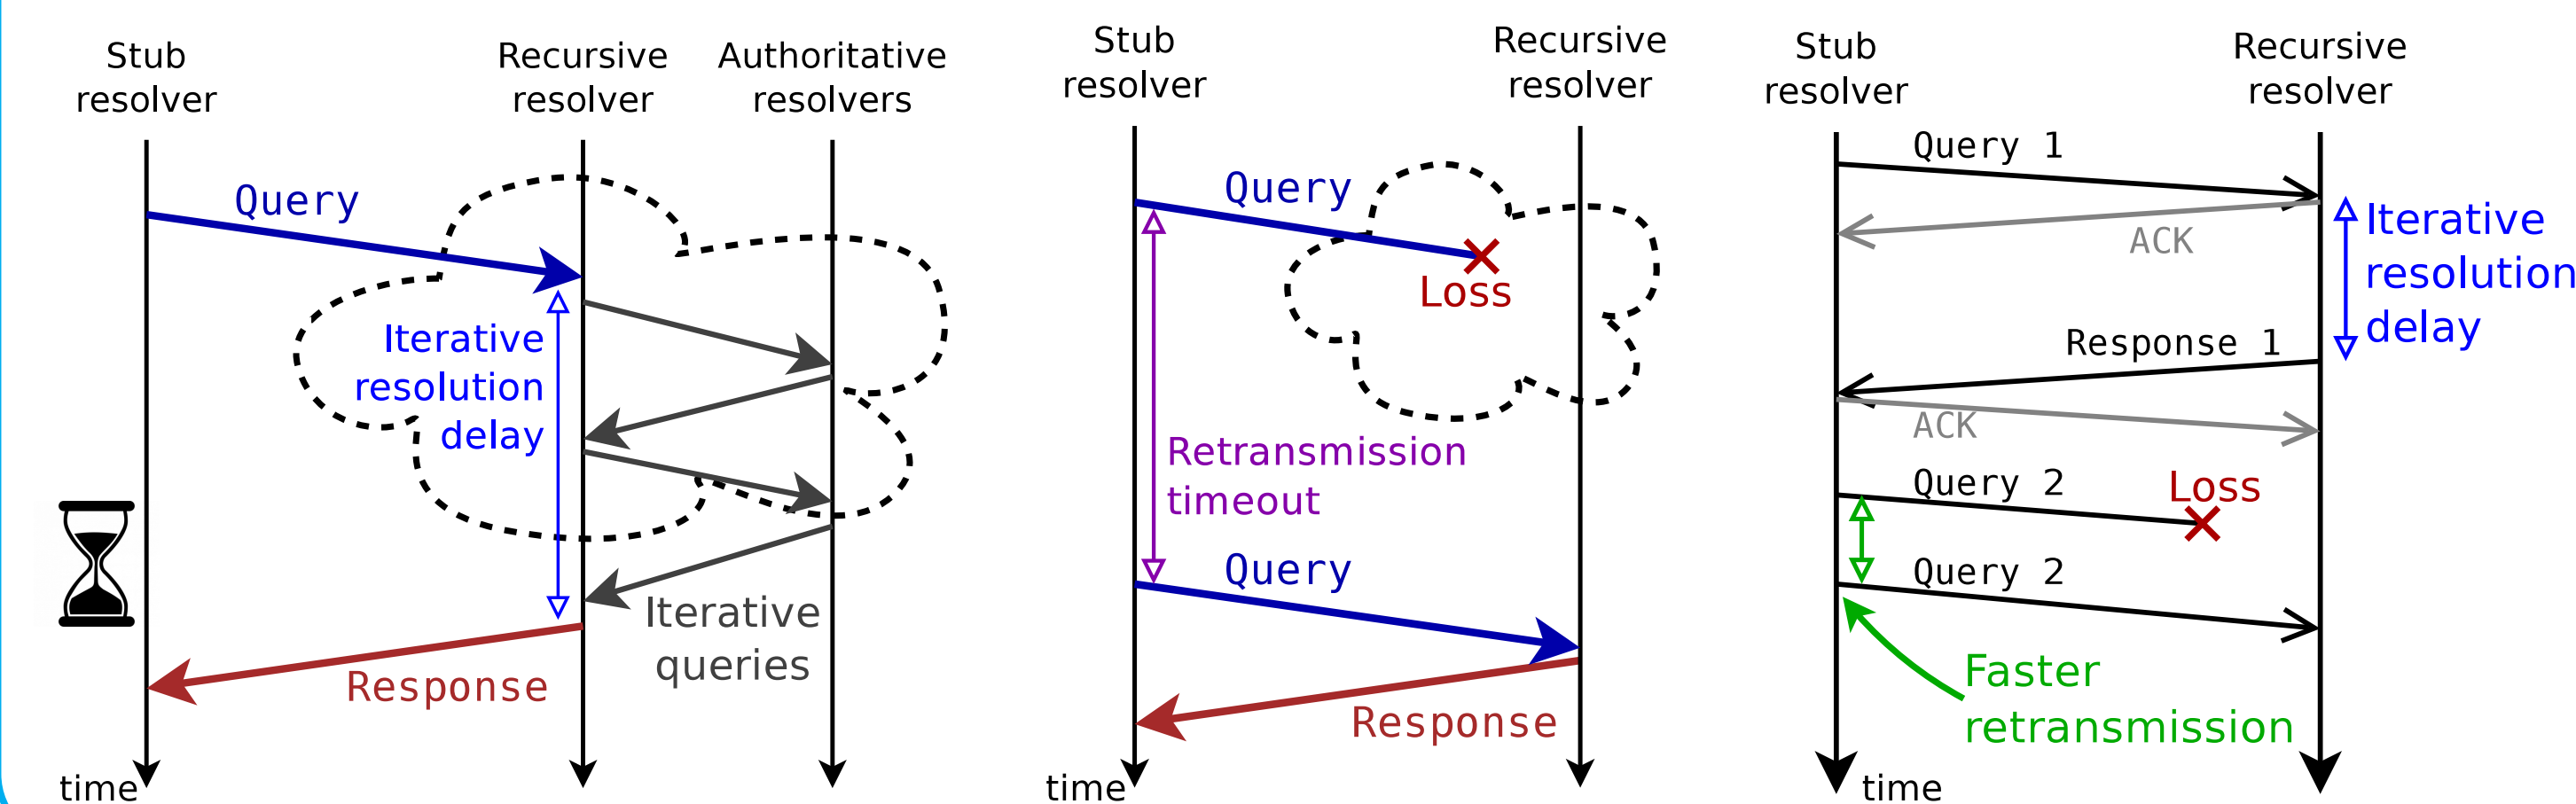 Stub
resolver
Recursive
resolver
Authoritative
resolvers
Query
Iterative
resolution
delay
Iterative
queries
Response
time
Stub
resolver
Recursive
resolver
Query
Loss
Retransmission
timeout
Query
Response
time
Stub
resolver
Recursive
resolver
Query 1
ACK
Iterative
resolution
delay
Response 1
ACK
Query 2
Loss
Query 2
Faster
retransmission
time